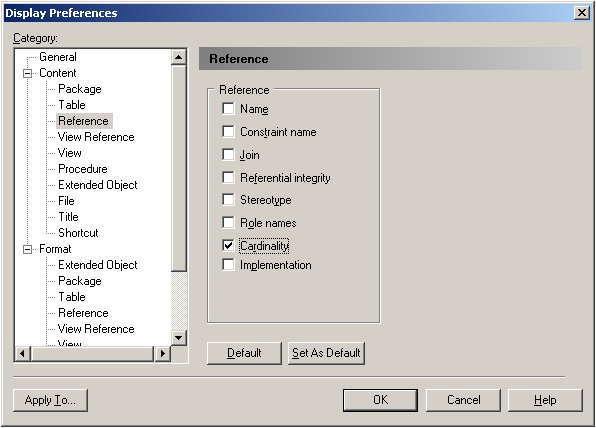 Display Preferences
Category:
General
Content
Package
Table
Reference
View Reference
View
Procedure
Extended Object
File
Title
Shortcut
Format
Extended Object
Package
Table
Reference
View Reference
View
Reference
Reference
Name
Constraint name
Join
Referential integrity
Stereotype
Role names
Cardinality
Implementation
Default
Set As Default
Apply To...
OK
Cancel
Help